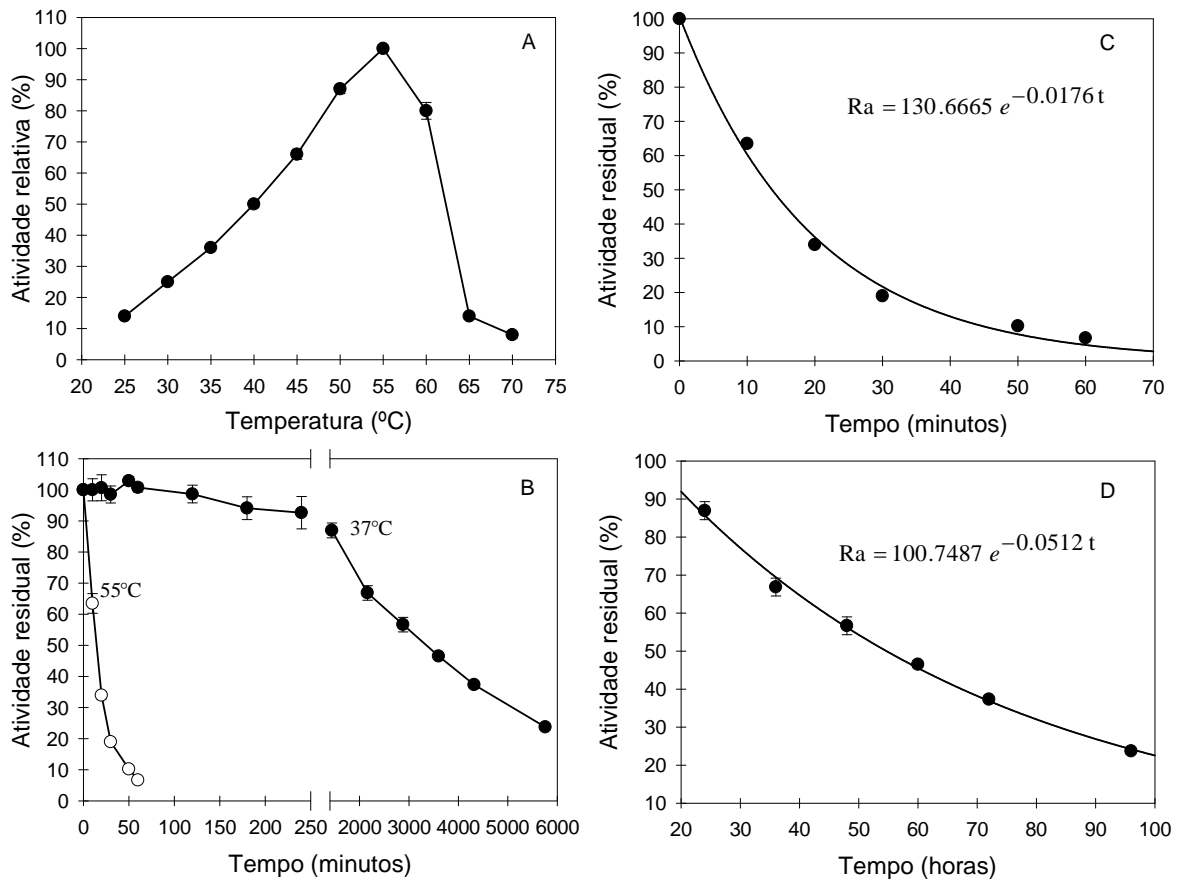 A
Atividade relativa (%)
110
100
90
80
70
60
50
40
30
20
10
0
20 25 30 35 40 45 50 55 60 65 70 75
Temperatura (ºC)
C
Ra = 130.6665 e−0.0176 t
Atividade residual (%)
100
90
80
70
60
50
40
30
20
10
0
0 10 20 30 40 50 60 70
Tempo (minutos)
B
37°C
55°C
Atividade residual (%)
110
100
90
80
70
60
50
40
30
20
10
0
0 50 100 150 200 250 2000 3000 4000 5000 6000
Tempo (minutos)
D
Ra = 100.7487 e−0.0512 t
Atividade residual (%)
100
90
80
70
60
50
40
30
20
10
20 30 40 50 60 70 80 90 100
Tempo (horas)